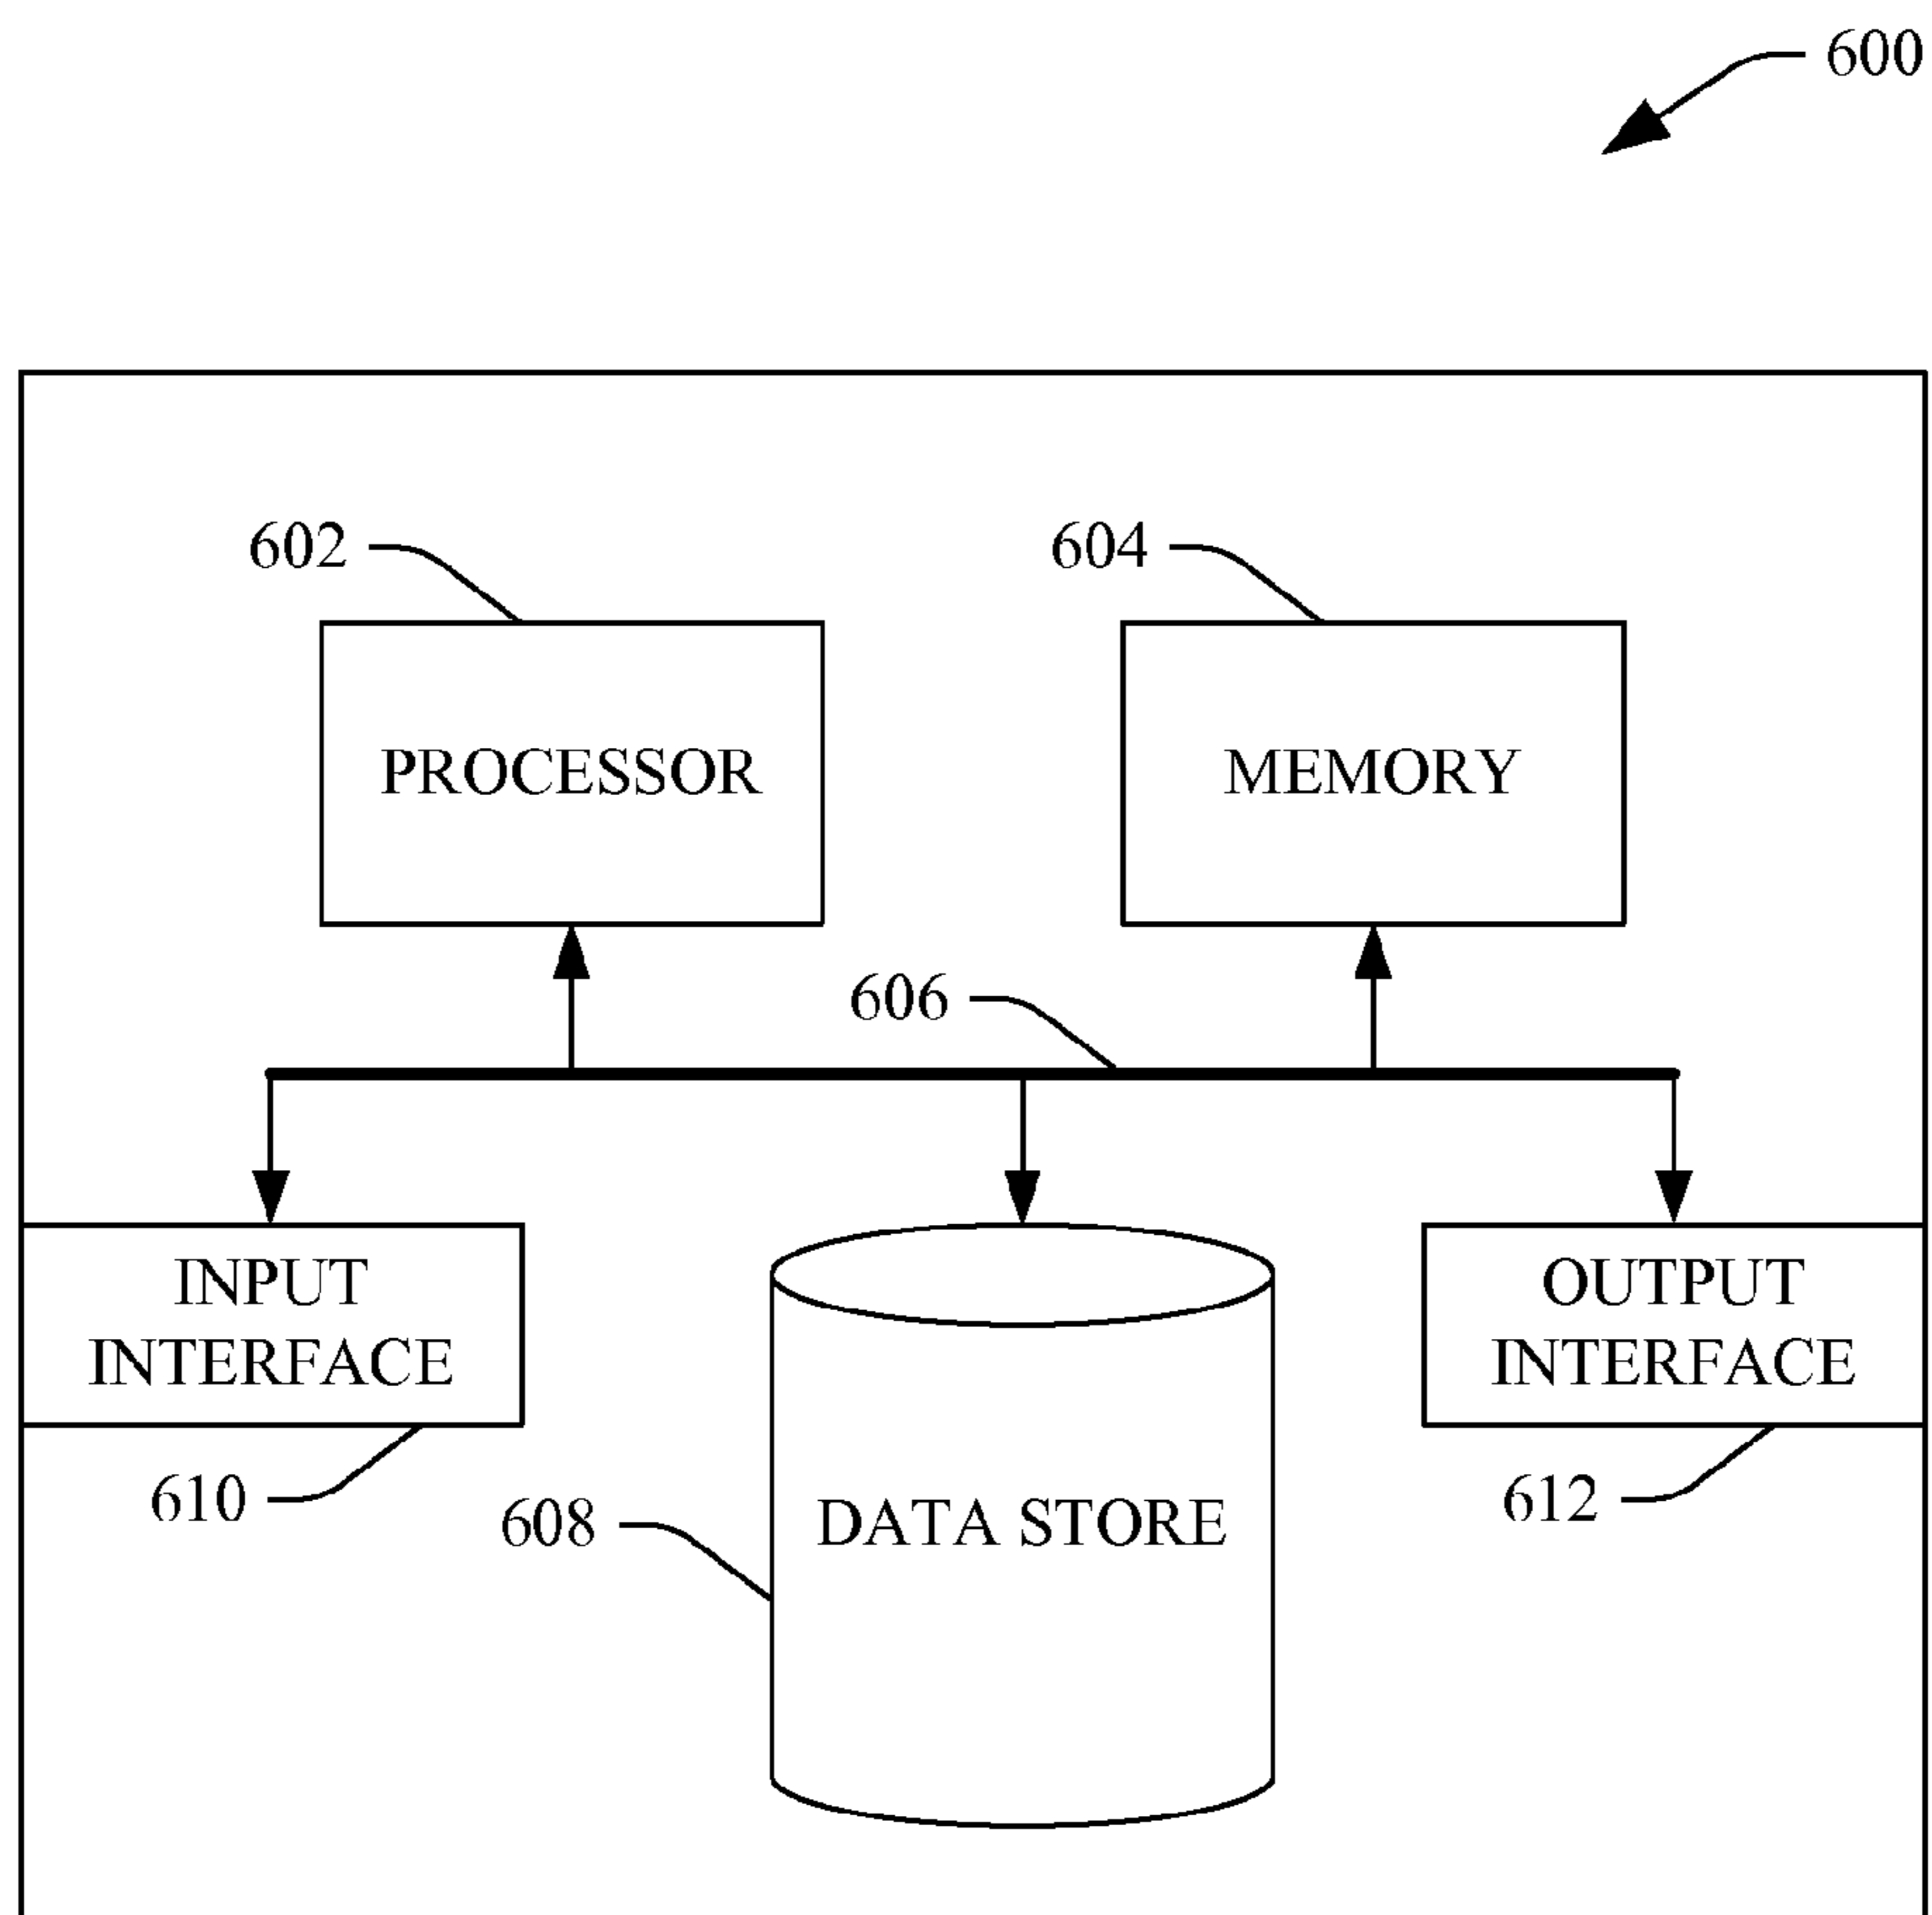 600
602
604
PROCESSOR
MEMORY
606
INPUT
INTERFACE
OUTPUT
INTERFACE
610
608
DATA STORE
612